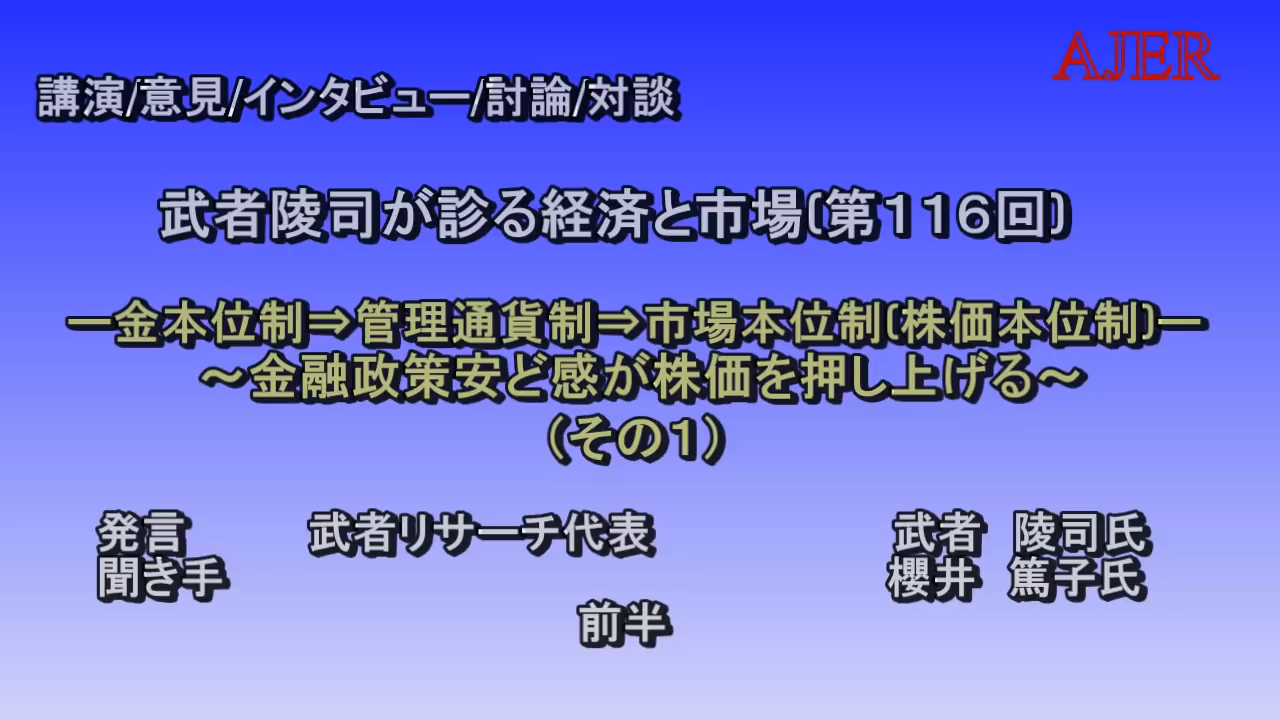 AJER
講演/意見/インタビュー/討論/対談
武者陵司が診る経済と市場(第116回)
ー金本位制⇒管理通貨制⇒市場本位制(株価本位制)ー
～金融政策安ど感が株価を押し上げる～
（その１）
発言 武者リサーチ代表 武者 陵司氏
聞き手 櫻井 篤子氏
前半